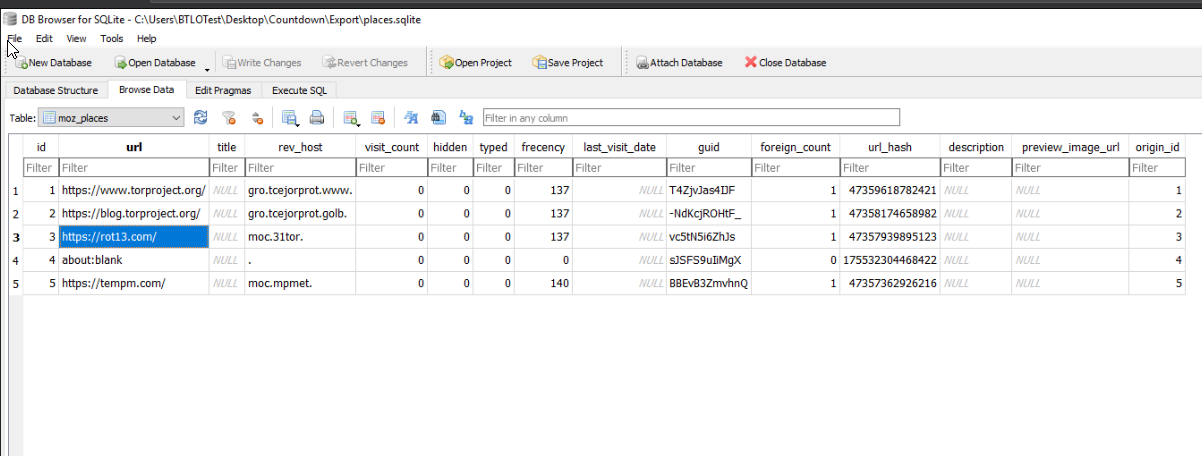 DB Browser for SQLite - C:\Users\BTLOTest\Desktop\Countdown\Export\places.sqlite
File Edit View Tools Help
New Database Open Database Write Changes Revert Changes Open Project Save Project Attach Database Close Database
Database Structure Browse Data Edit Pragmas Execute SQL
Table: moz_places Filter in any column
id url title rev_host visit_count hidden typed frecency last_visit_date guid foreign_count url_hash description preview_image_url origin_id
Filter Filter Filter Filter Filter Filter Filter Filter Filter Filter Filter Filter Filter Filter Filter
1 1 https://www.torproject.org/ NULL gro.tcejorprot.www. 0 0 0 137 NULL T4ZjvJas4IJF 1 47359618782421 NULL NULL 1
2 2 https://blog.torproject.org/ NULL gro.tcejorprot.golb. 0 0 0 137 NULL -NdKcjROHtF_ 1 47358174658982 NULL NULL 2
3 3 https://rot13.com/ NULL moc.31tor. 0 0 0 137 NULL vc5tN5i6ZhJs 1 47357939895123 NULL NULL 3
4 4 about:blank NULL . 0 0 0 0 NULL sJSFS9uIiMgX 0 175532304468422 NULL NULL 4
5 5 https://tempm.com/ NULL moc.mpmet. 0 0 0 140 NULL BBEvB3ZmvhnQ 1 47357362926216 NULL NULL 5